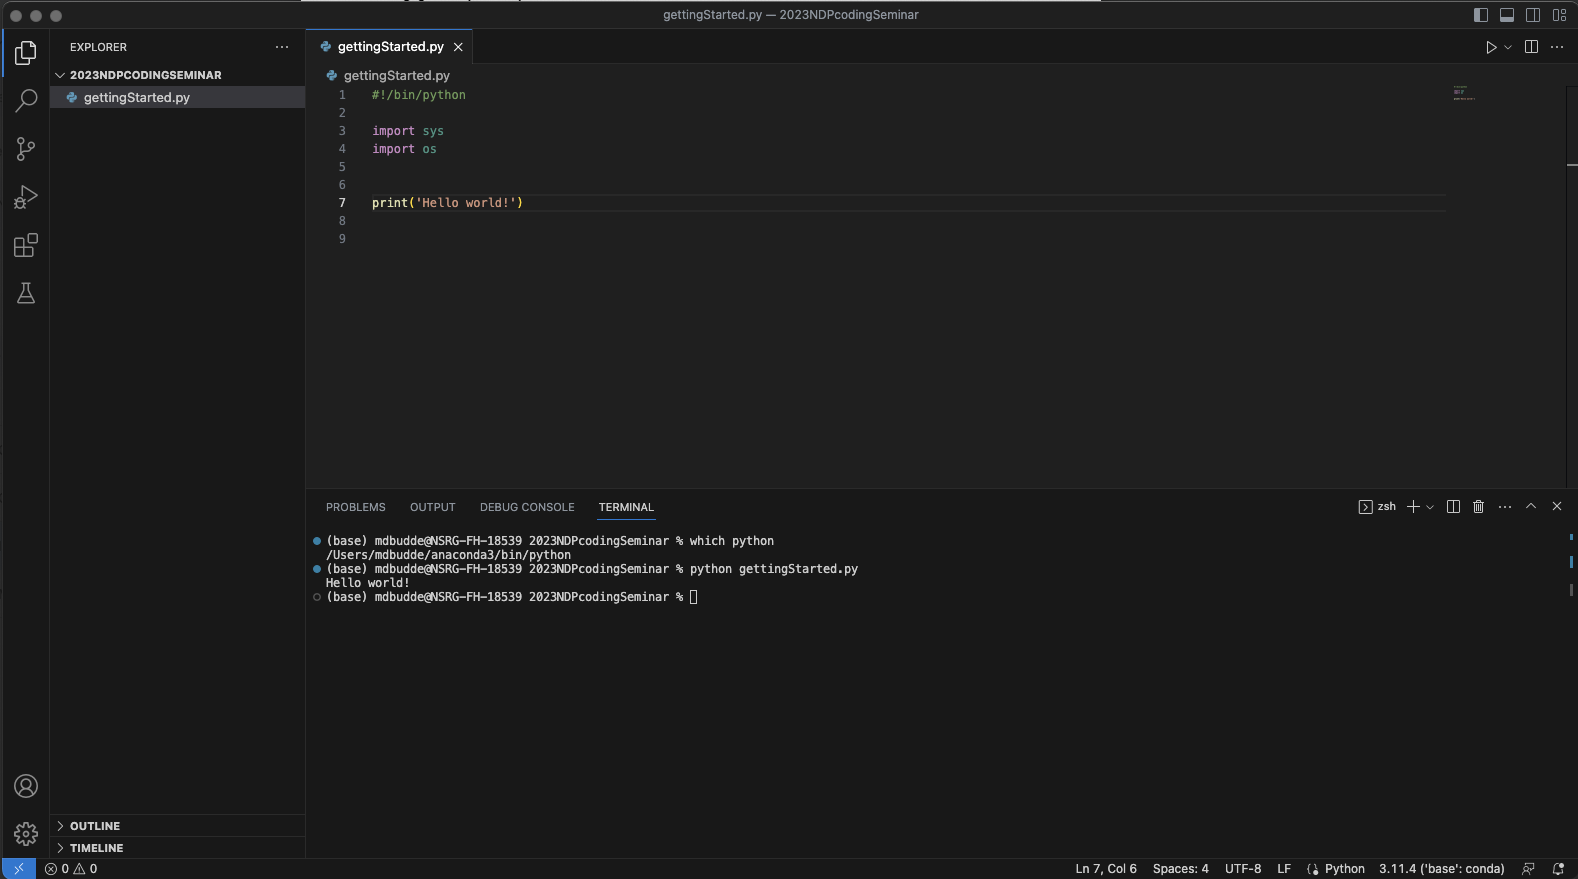 gettingStarted.py — 2023NDPcodingSeminar
EXPLORER
2023NDPCODINGSEMINAR
gettingStarted.py
gettingStarted.py
gettingStarted.py
1 #!/bin/python
2
3 import sys
4 import os
5
6
7 print('Hello world!')
8
9
PROBLEMS OUTPUT DEBUG CONSOLE TERMINAL
zsh
(base) mdbudde@NSRG-FH-18539 2023NDPcodingSeminar % which python
/Users/mdbudde/anaconda3/bin/python
(base) mdbudde@NSRG-FH-18539 2023NDPcodingSeminar % python gettingStarted.py
Hello world!
(base) mdbudde@NSRG-FH-18539 2023NDPcodingSeminar %
OUTLINE
TIMELINE
0 0
Ln 7, Col 6 Spaces: 4 UTF-8 LF Python 3.11.4 ('base': conda)